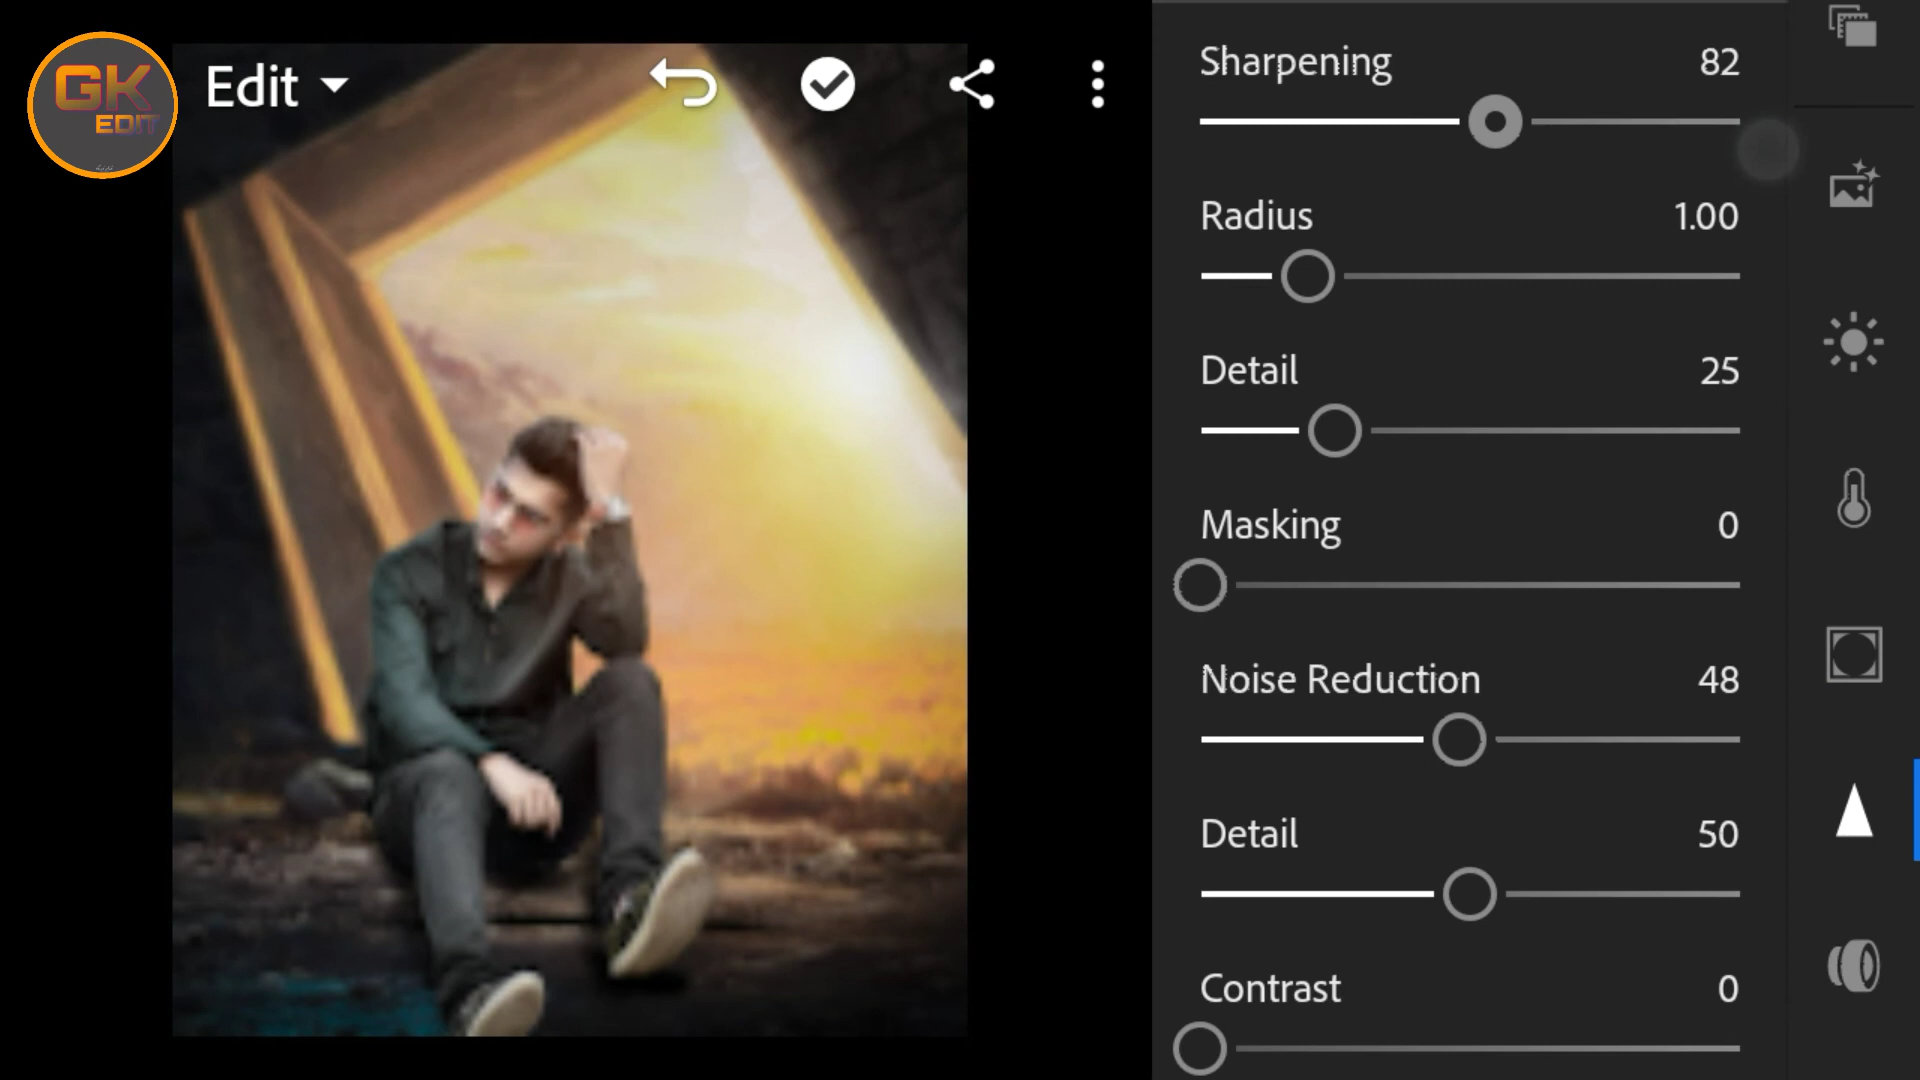 GK
EDIT
Edit
Sharpening 82
Radius 1.00
Detail 25
Masking 0
Noise Reduction 48
Detail 50
Contrast 0